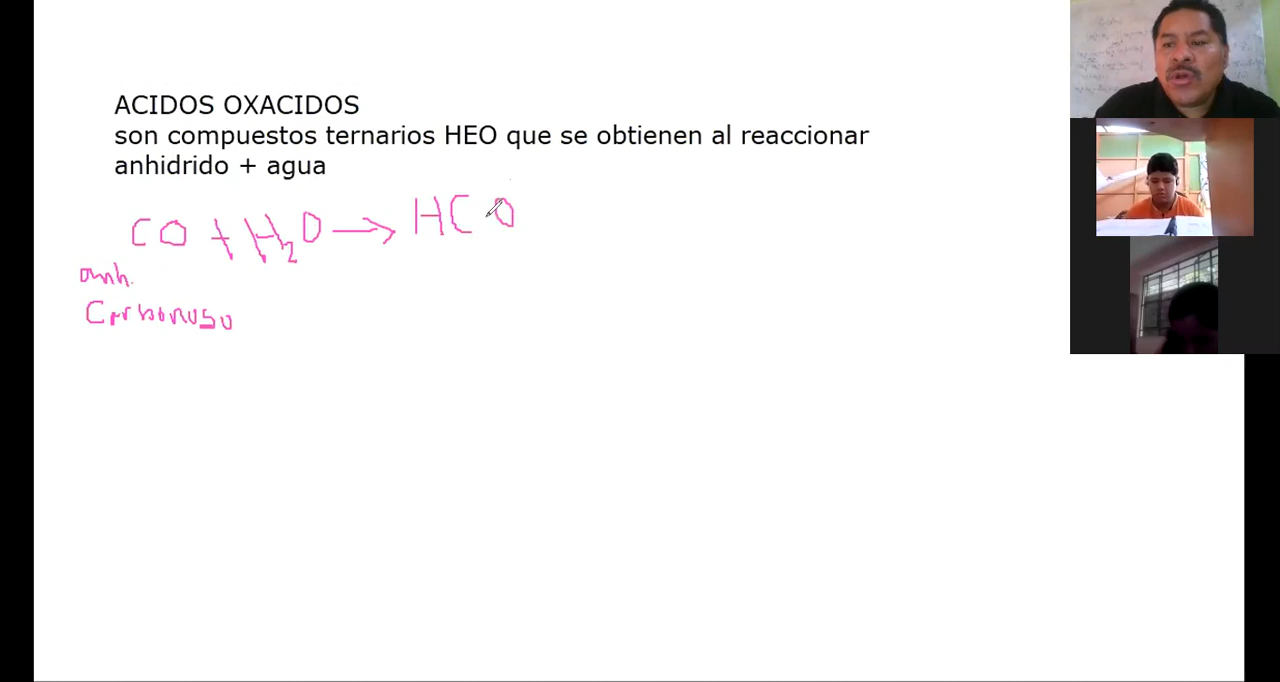 ACIDOS OXACIDOS
son compuestos ternarios HEO que se obtienen al reaccionar
anhidrido + agua
CO + H₂O → HCO
anh.
Carbonoso